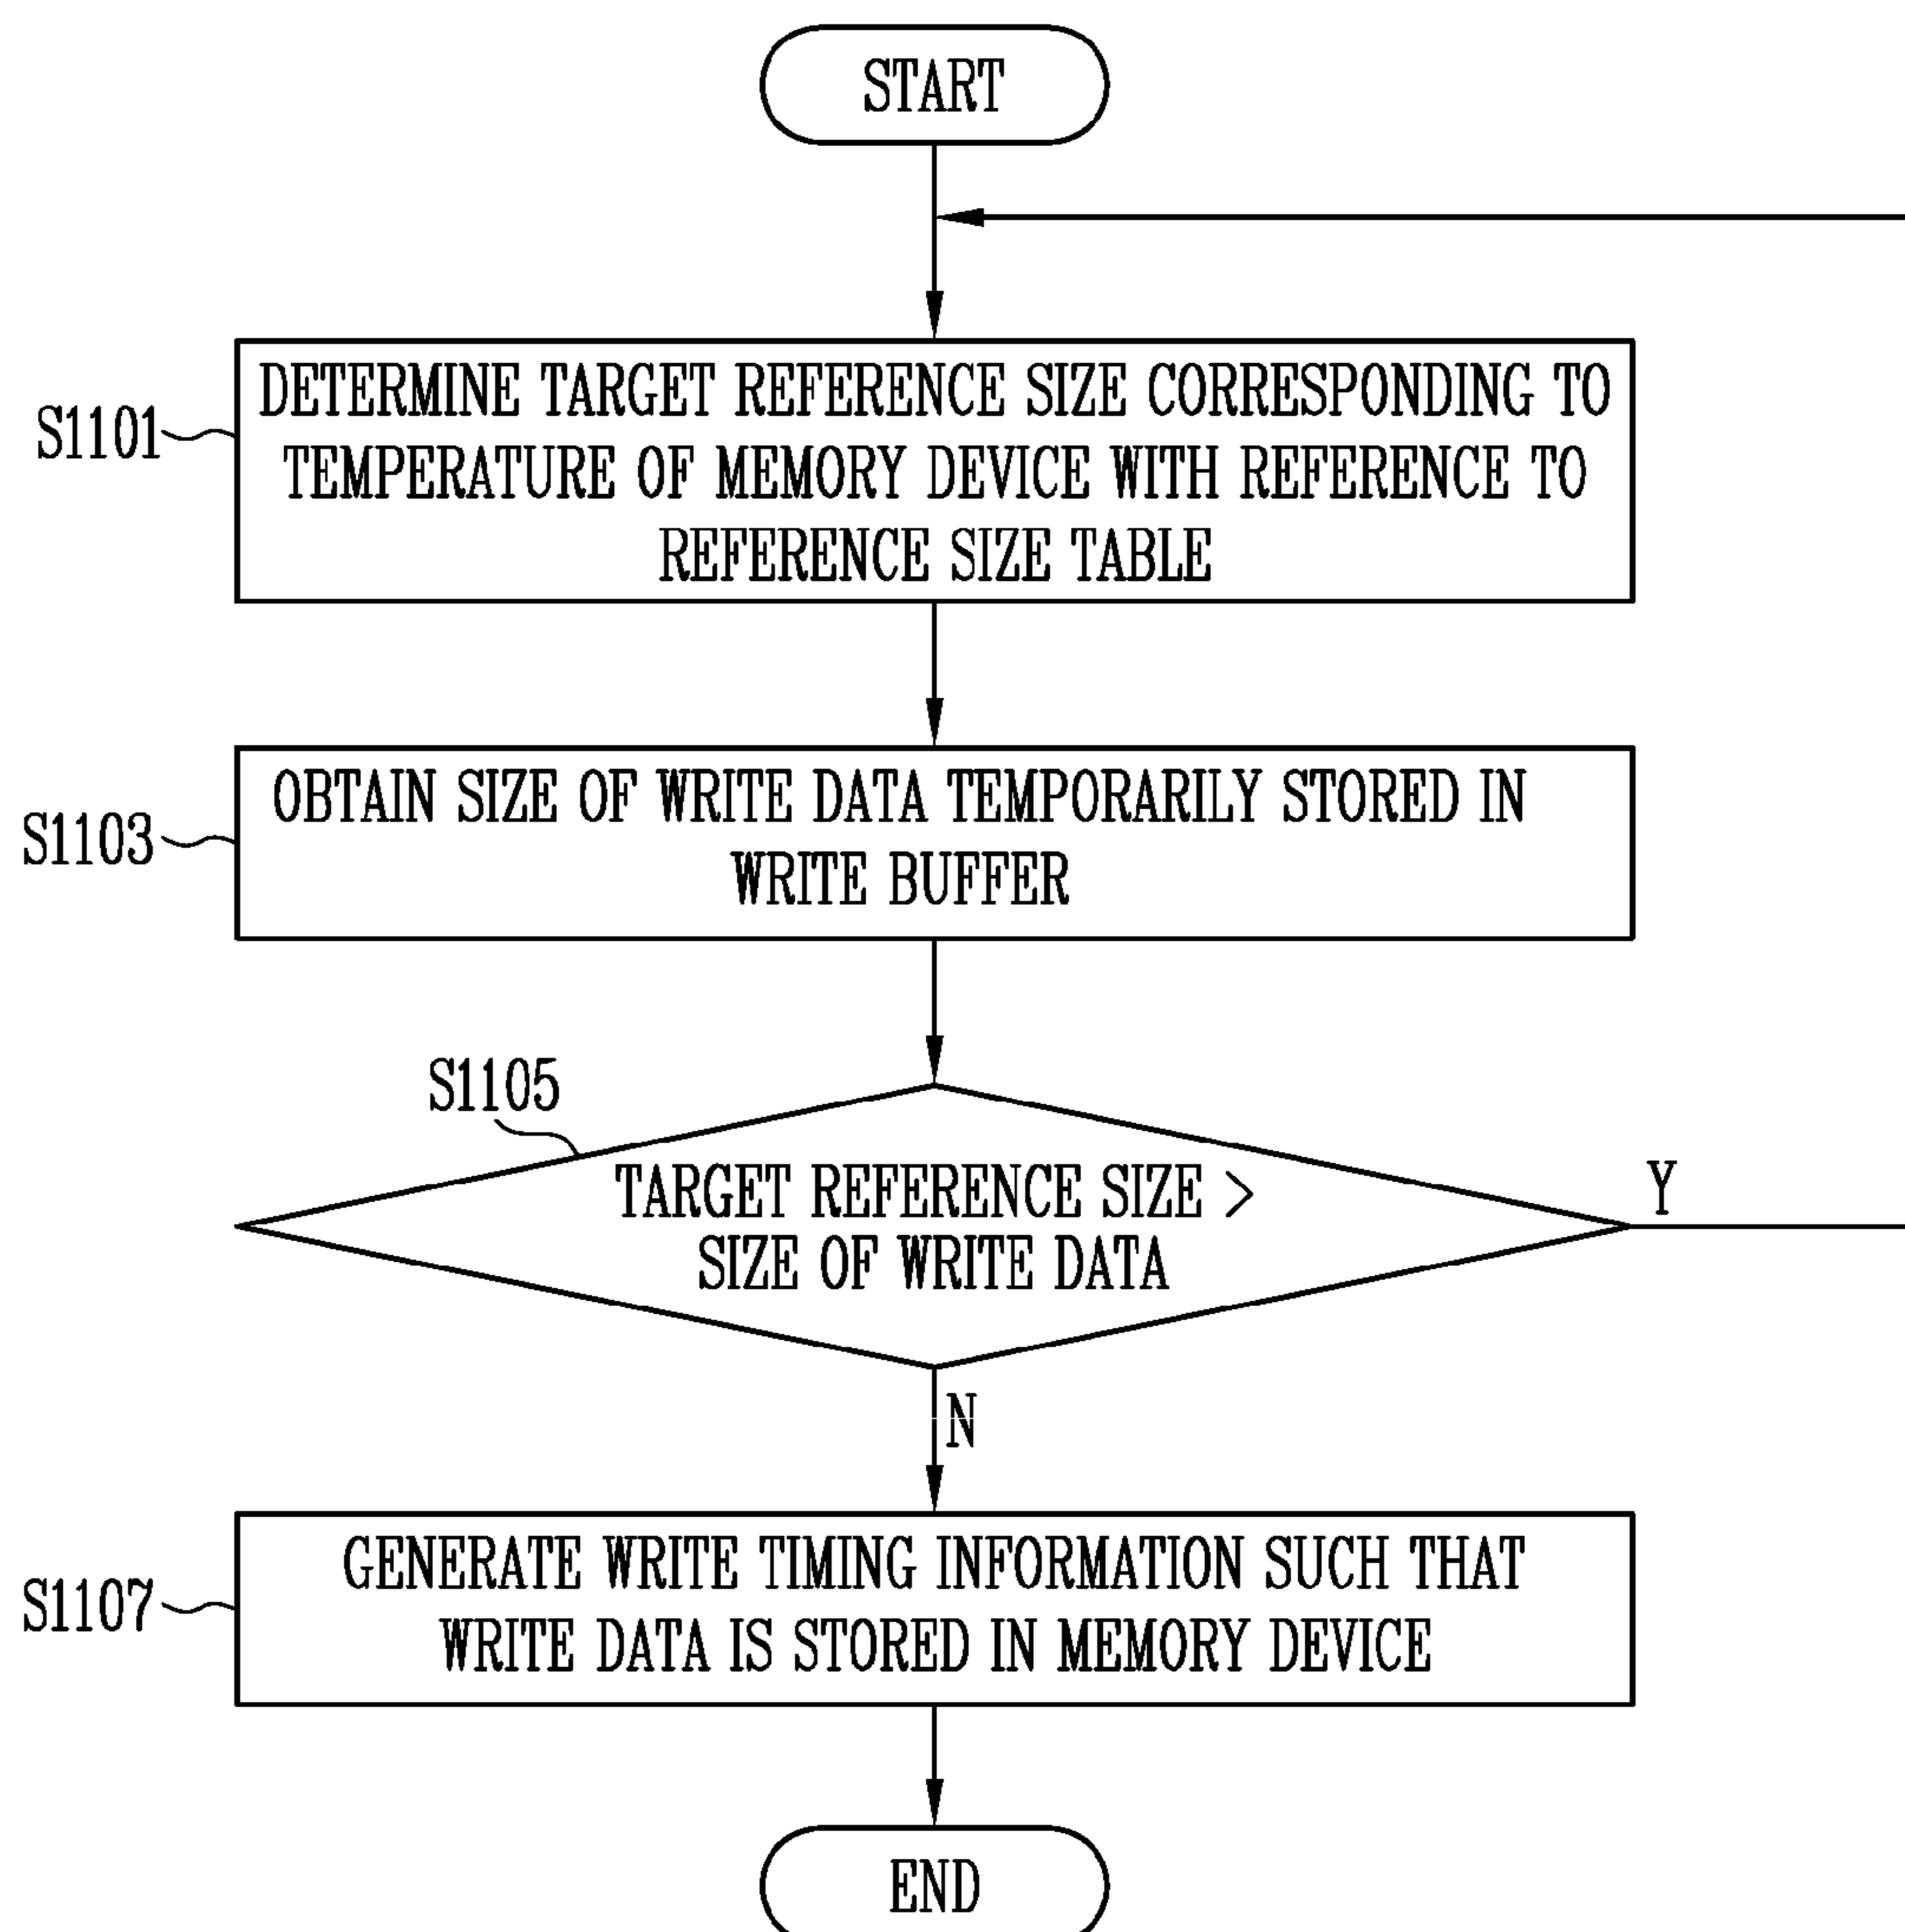 START
S1101
DETERMINE TARGET REFERENCE SIZE CORRESPONDING TO
TEMPERATURE OF MEMORY DEVICE WITH REFERENCE TO
REFERENCE SIZE TABLE
S1103
OBTAIN SIZE OF WRITE DATA TEMPORARILY STORED IN
WRITE BUFFER
S1105
TARGET REFERENCE SIZE >
SIZE OF WRITE DATA
Y
N
S1107
GENERATE WRITE TIMING INFORMATION SUCH THAT
WRITE DATA IS STORED IN MEMORY DEVICE
END